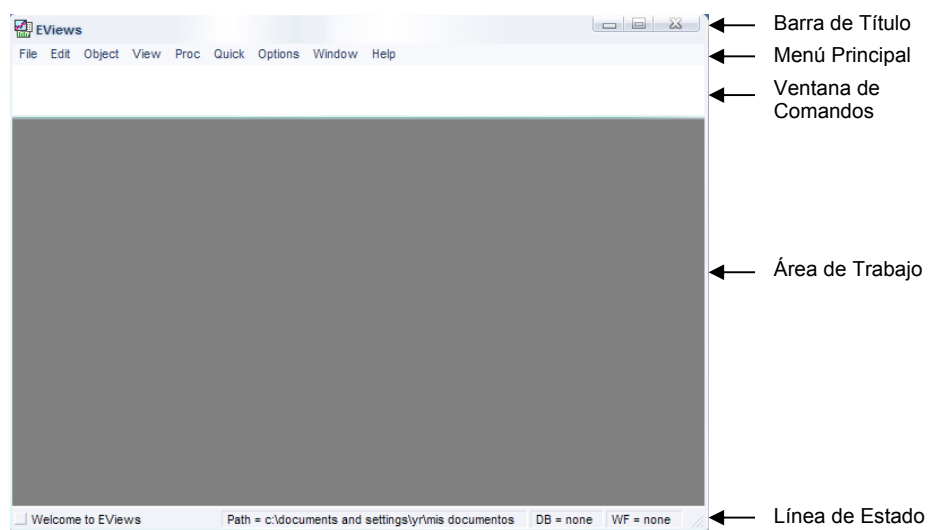 EViews
Barra de Título
File Edit Object View Proc Quick Options Window Help
Menú Principal
Ventana de
Comandos
Área de Trabajo
Welcome to EViews Path = c:\documents and settings\yr\mis documentos DB = none WF = none
Línea de Estado